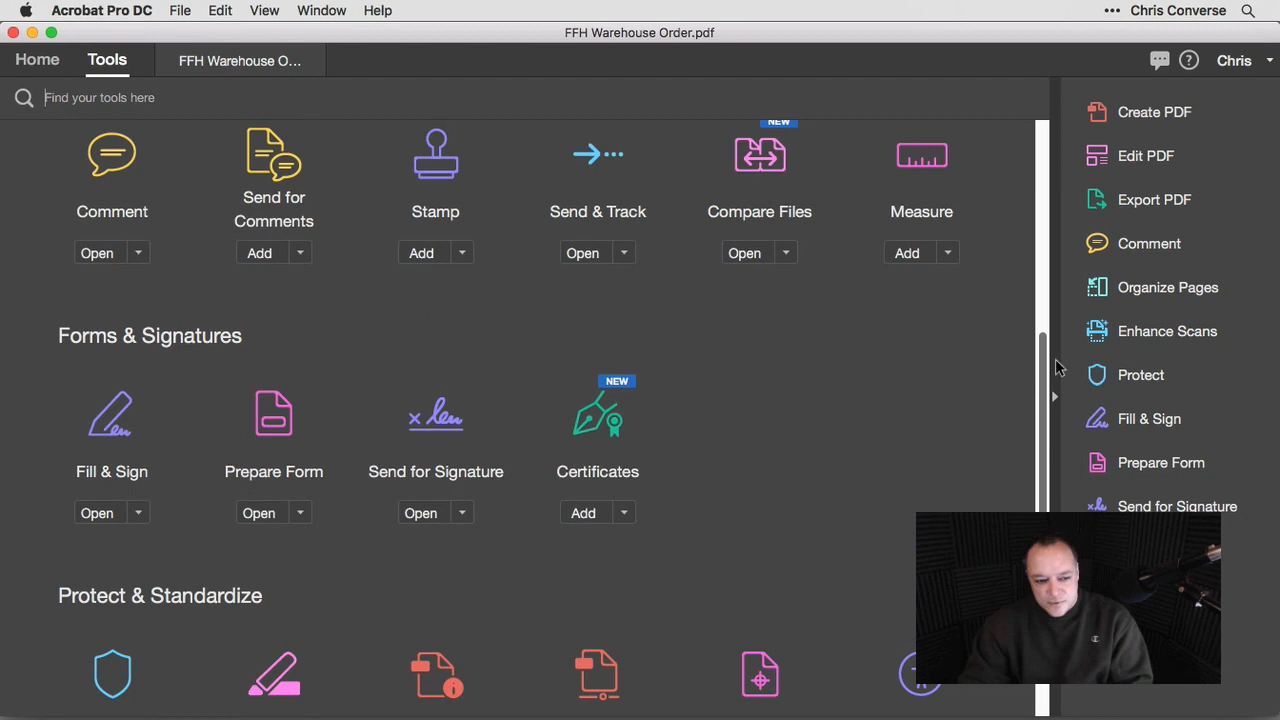 Acrobat Pro DC File Edit View Window Help ••• Chris Converse
FFH Warehouse Order.pdf
Home Tools FFH Warehouse O... ? Chris
Find your tools here
NEW
Comment
Send for
Comments
Stamp
Send & Track
Compare Files
Measure
Open Add Add Open Open Add
Forms & Signatures
NEW
Fill & Sign Prepare Form Send for Signature Certificates
Open Open Open Add
Protect & Standardize
Create PDF
Edit PDF
Export PDF
Comment
Organize Pages
Enhance Scans
Protect
Fill & Sign
Prepare Form
Send for Signature